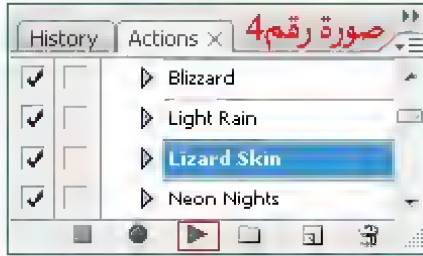 History Actions × صورة رقم4
Blizzard
Light Rain
Lizard Skin
Neon Nights